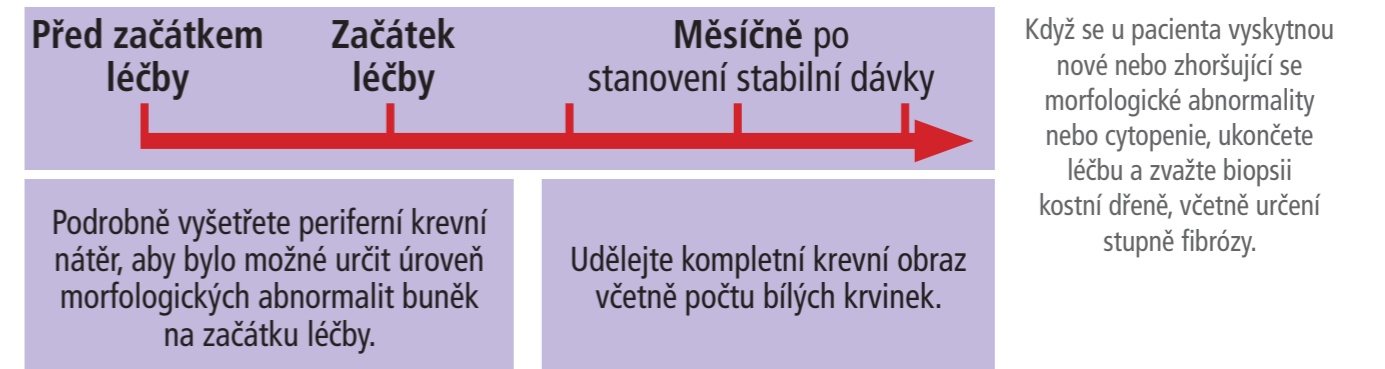 Před začátkem
léčby
Začátek
léčby
Měsíčně po
stanovení stabilní dávky
Podrobně vyšetřete periferní krevní
nátěr, aby bylo možné určit úroveň
morfologických abnormalit buněk
na začátku léčby.
Udělejte kompletní krevní obraz
včetně počtu bílých krvinek.
Když se u pacienta vyskytnou
nové nebo zhoršující se
morfologické abnormality
nebo cytopenie, ukončete
léčbu a zvažte biopsii
kostní dřeně, včetně určení
stupně fibrózy.